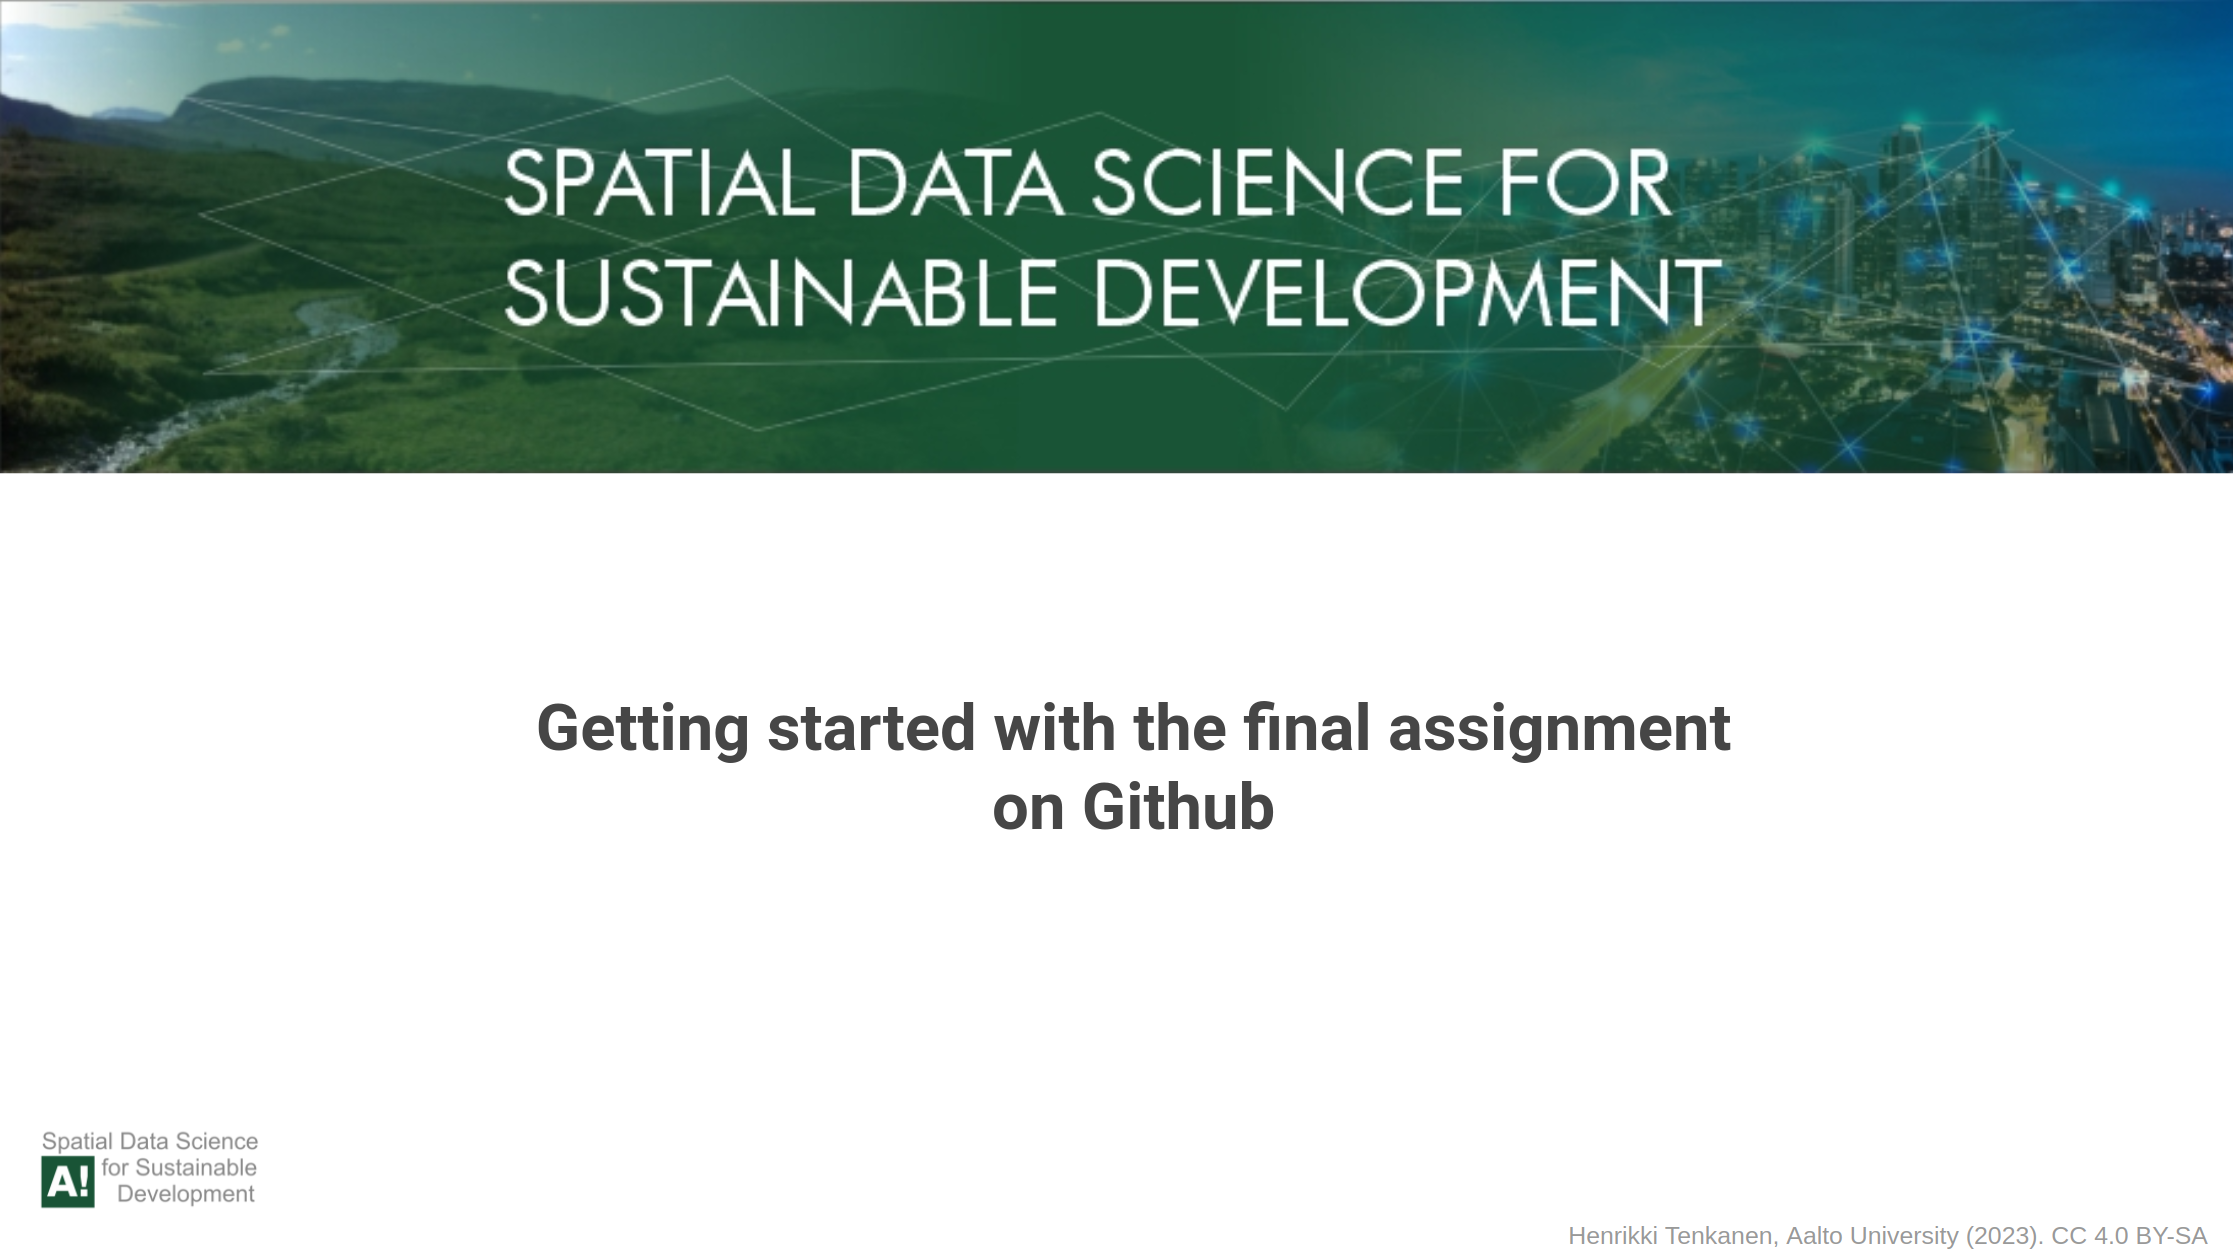 SPATIAL DATA SCIENCE FOR
SUSTAINABLE DEVELOPMENT
Getting started with the final assignment
on Github
Spatial Data Science
A! for Sustainable
Development
Henrikki Tenkanen, Aalto University (2023). CC 4.0 BY-SA